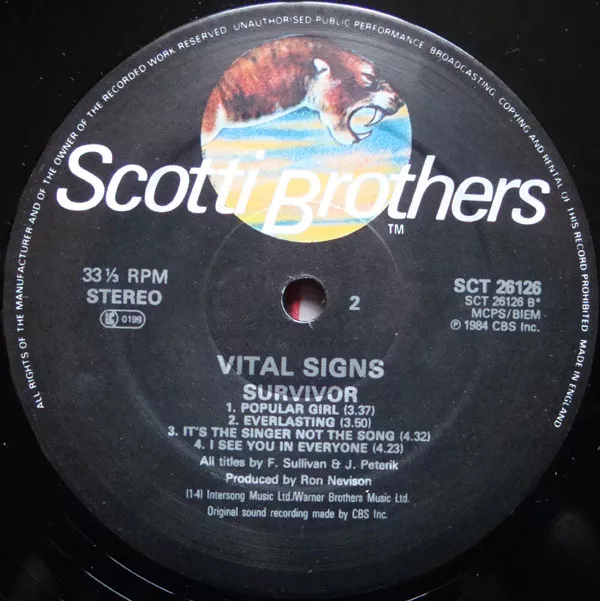 ALL RIGHTS OF THE MANUFACTURER AND OF THE OWNER OF THE RECORDED WORK RESERVED UNAUTHORISED PUBLIC PERFORMANCE BROADCASTING COPYING AND RENTAL OF THIS RECORD PROHIBITED MADE IN ENGLAND
Scotti Brothers
TM
33 ⅓ RPM
STEREO
LC 0199
2
SCT 26126
SCT 26126 B*
MCPS/BIEM
Ⓟ 1984 CBS Inc.
VITAL SIGNS
SURVIVOR
1. POPULAR GIRL (3.37)
2. EVERLASTING (3.50)
3. IT'S THE SINGER NOT THE SONG (4.32)
4. I SEE YOU IN EVERYONE (4.23)
All titles by F. Sullivan & J. Peterik
Produced by Ron Nevison
(1-4) Intersong Music Ltd./Warner Brothers Music Ltd.
Original sound recording made by CBS Inc.